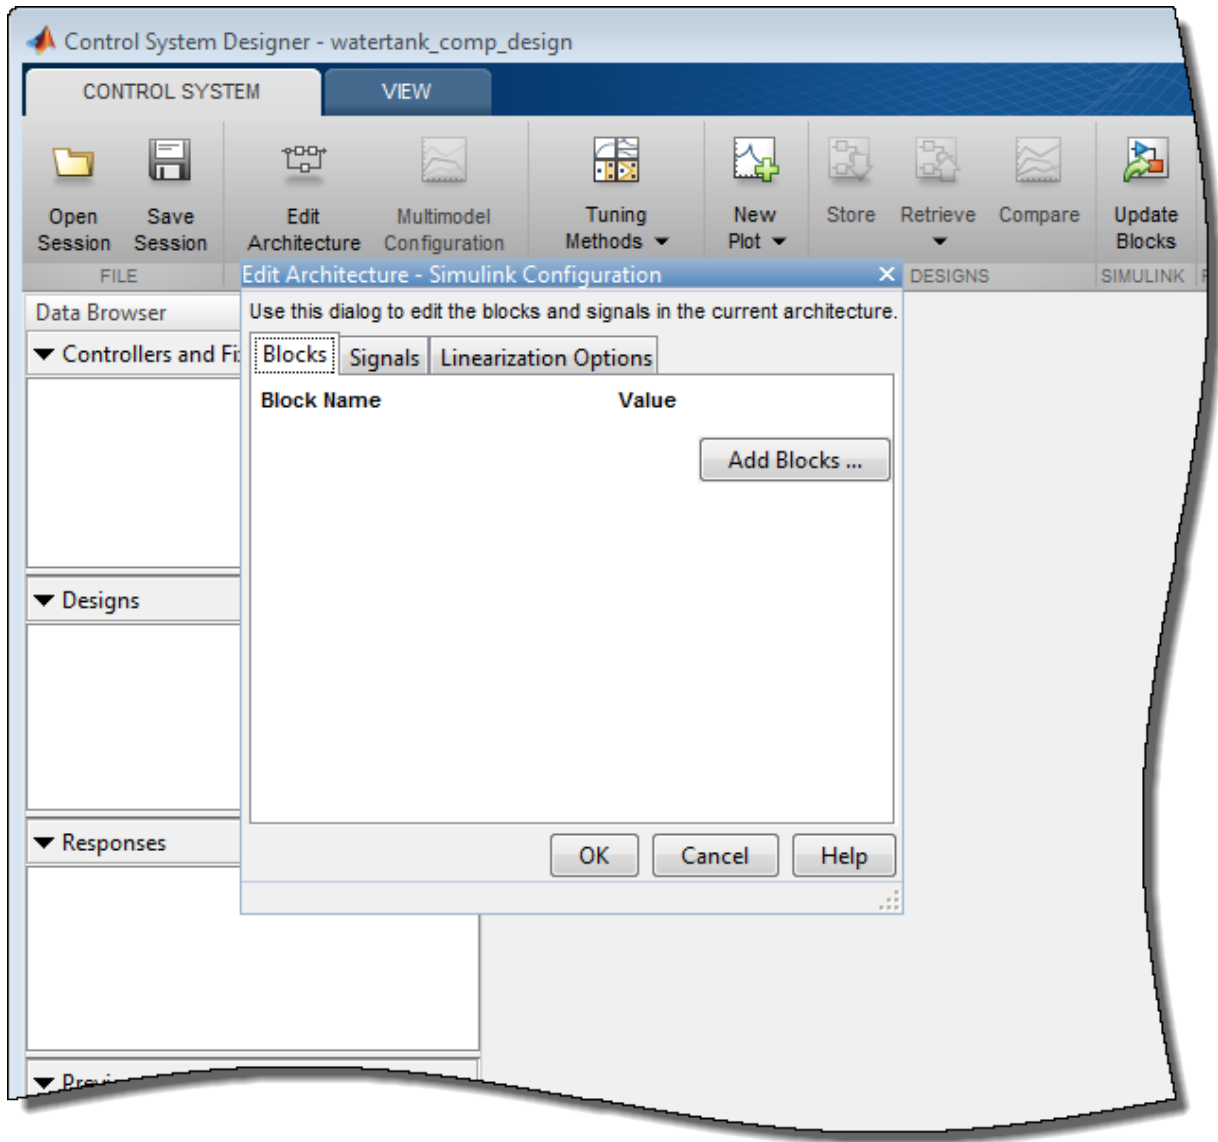 Control System Designer - watertank_comp_design
CONTROL SYSTEM
VIEW
Open Session
Save Session
Edit Architecture
Multimodel Configuration
Tuning Methods
New Plot
Store
Retrieve
Compare
Update Blocks
FILE
DESIGNS
SIMULINK
Edit Architecture - Simulink Configuration
Data Browser
Use this dialog to edit the blocks and signals in the current architecture.
Controllers and Fi
Blocks
Signals
Linearization Options
Block Name
Value
Add Blocks ...
Designs
Responses
OK
Cancel
Help